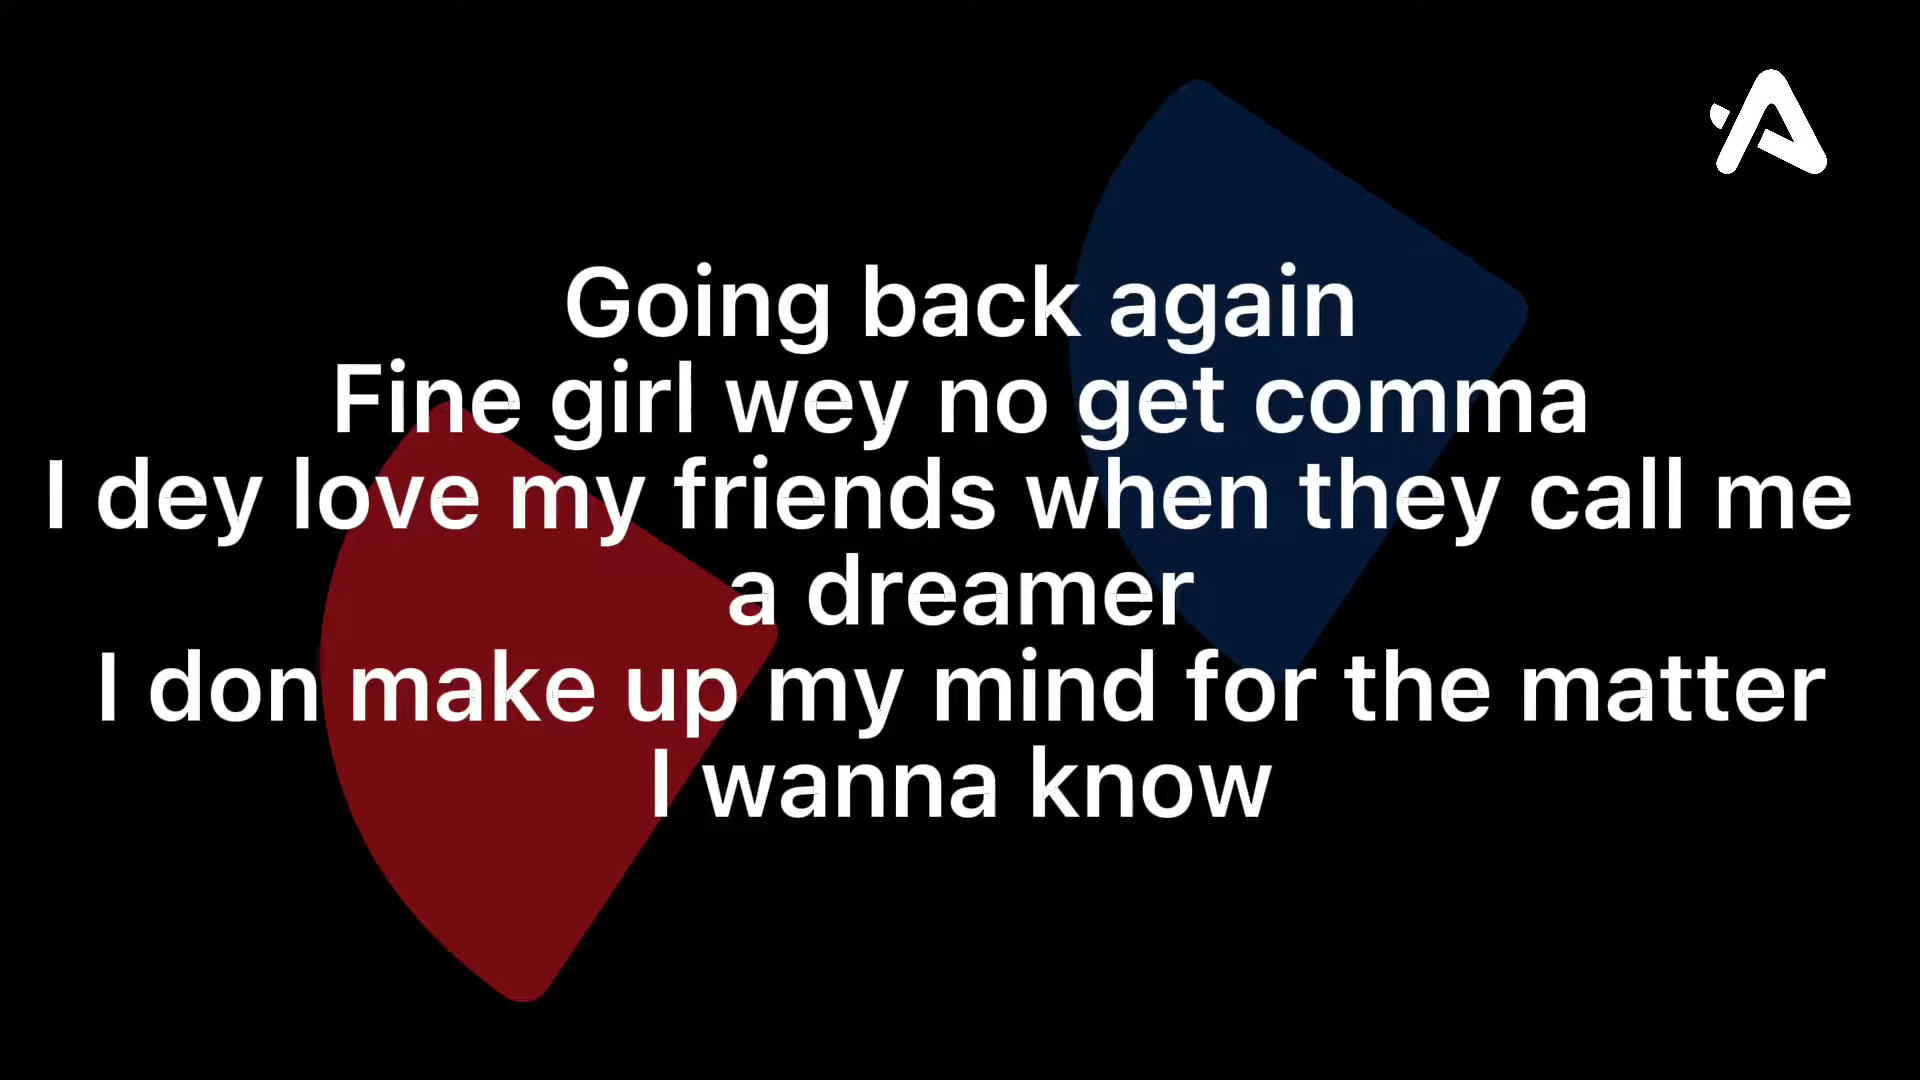 Going back again
Fine girl wey no get comma
I dey love my friends when they call me
a dreamer
I don make up my mind for the matter
I wanna know